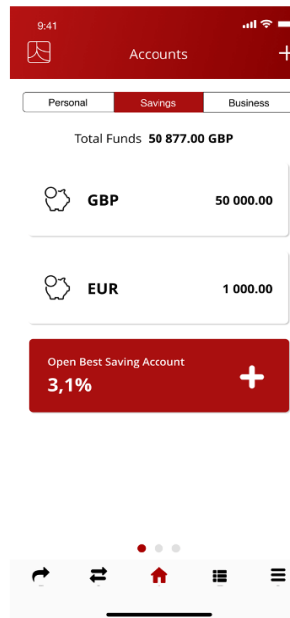 9:41
Accounts
Personal Savings Business
Total Funds 50 877.00 GBP
GBP 50 000.00
EUR 1 000.00
Open Best Saving Account
3,1%